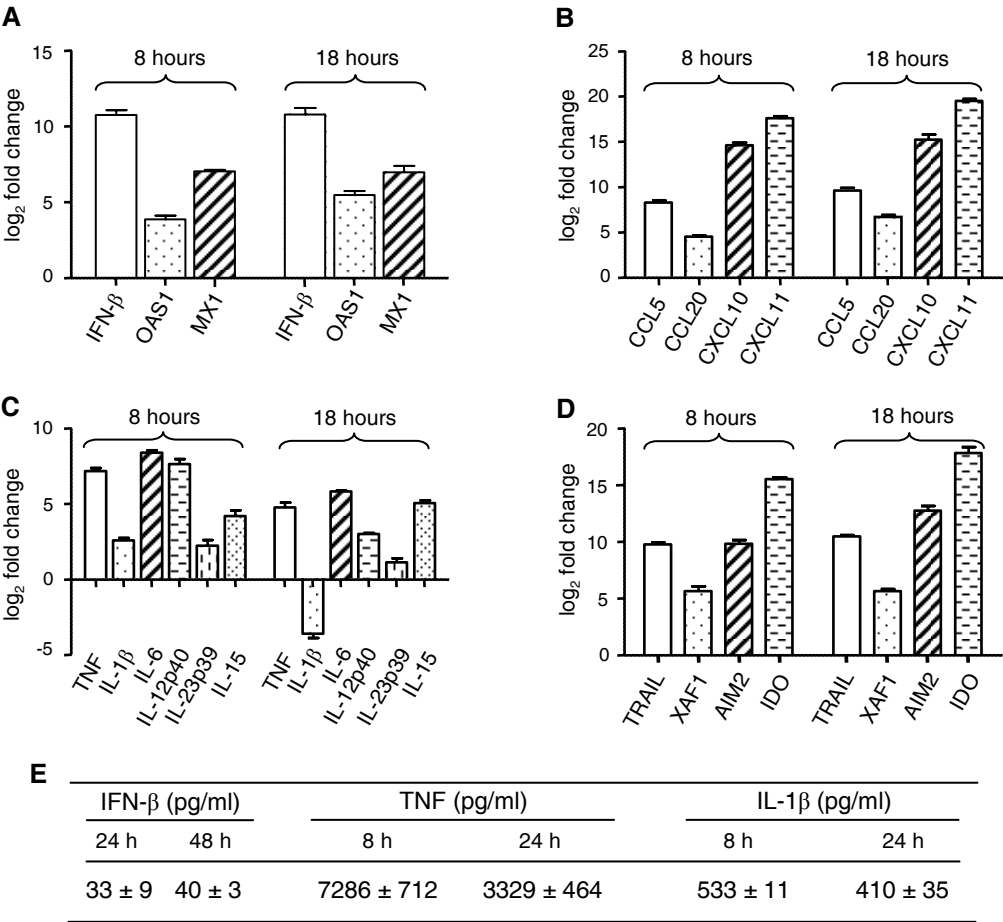 A
15
10
5
0
log₂ fold change
8 hours
18 hours
IFN-β
OAS1
MX1
IFN-β
OAS1
MX1
B
25
20
15
10
5
0
log₂ fold change
8 hours
18 hours
CCL5
CCL20
CXCL10
CXCL11
CCL5
CCL20
CXCL10
CXCL11
C
10
5
0
-5
log₂ fold change
8 hours
18 hours
TNF
IL-1β
IL-6
IL-12p40
IL-23p39
IL-15
TNF
IL-1β
IL-6
IL-12p40
IL-23p39
IL-15
D
20
15
10
5
0
log₂ fold change
8 hours
18 hours
TRAIL
XAF1
AIM2
IDO
TRAIL
XAF1
AIM2
IDO
E
IFN-β (pg/ml) TNF (pg/ml) IL-1β (pg/ml)
24 h 48 h 8 h 24 h 8 h 24 h
33 ± 9 40 ± 3 7286 ± 712 3329 ± 464 533 ± 11 410 ± 35